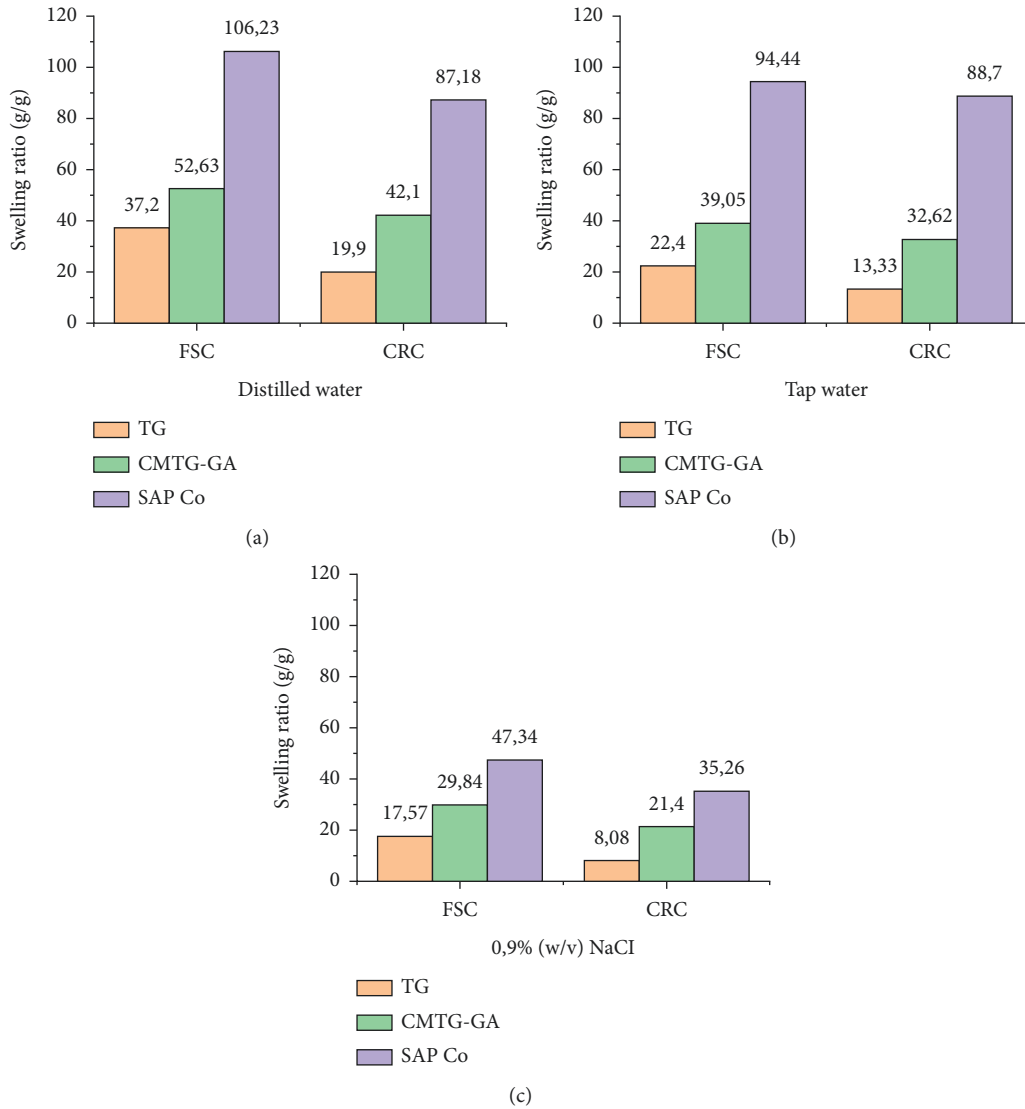 120
100
80
60
40
20
0
Swelling ratio (g/g)
37,2
52,63
106,23
19,9
42,1
87,18
FSC
CRC
Distilled water
TG
CMTG-GA
SAP Co
(a)
120
100
80
60
40
20
0
Swelling ratio (g/g)
22,4
39,05
94,44
13,33
32,62
88,7
FSC
CRC
Tap water
TG
CMTG-GA
SAP Co
(b)
120
100
80
60
40
20
0
Swelling ratio (g/g)
17,57
29,84
47,34
8,08
21,4
35,26
FSC
CRC
0,9% (w/v) NaCI
TG
CMTG-GA
SAP Co
(c)